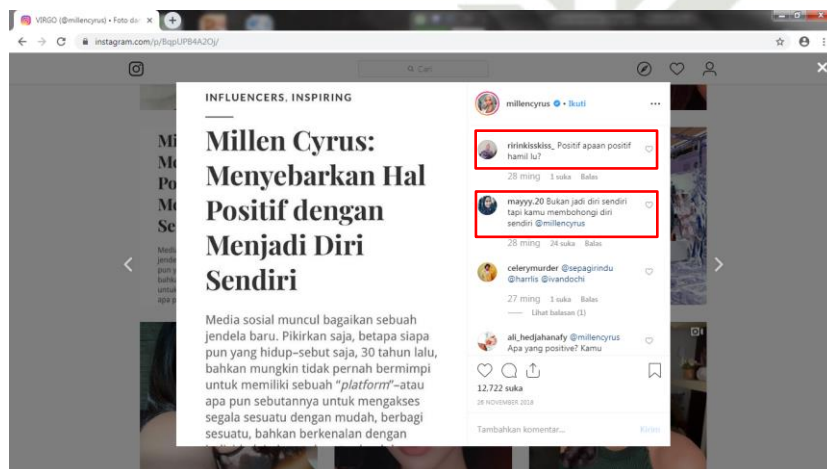 VIRGO (@millencyrus) • Foto dar
instagram.com/p/BqpUPB4A2Oj/
Cari
INFLUENCERS, INSPIRING
Millen Cyrus:
Menyebarkan Hal
Positif dengan
Menjadi Diri
Sendiri
Media sosial muncul bagaikan sebuah
jendela baru. Pikirkan saja, betapa siapa
pun yang hidup–sebut saja, 30 tahun lalu,
bahkan mungkin tidak pernah bermimpi
untuk memiliki sebuah "platform"–atau
apa pun sebutannya untuk mengakses
segala sesuatu dengan mudah, berbagi
sesuatu, bahkan berkenalan dengan
millencyrus • Ikuti
ririnkisskiss_ Positif apaan positif
hamil lu?
28 ming 1 suka Balas
mayyy.20 Bukan jadi diri sendiri
tapi kamu membohongi diri
sendiri @millencyrus
28 ming 24 suka Balas
celerymurder @sepagirindu
@harrlis @ivandochi
27 ming 1 suka Balas
Lihat balasan (1)
ali_hedjahanafy @millencyrus
Apa yang positive? Kamu
12.722 suka
28 NOVEMBER 2018
Tambahkan komentar...
Kirim